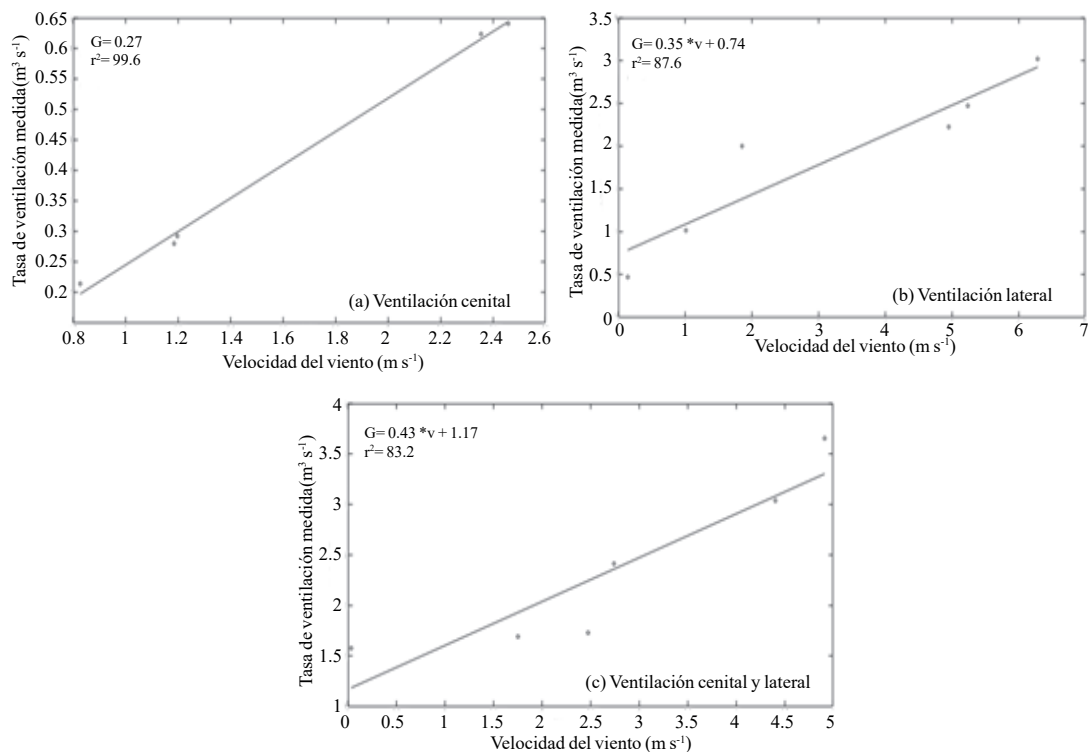 0.65
0.6
0.55
0.5
0.45
0.4
0.35
0.3
0.25
0.2
Tasa de ventilación medida(m³ s⁻¹)
G= 0.27
r²= 99.6
(a) Ventilación cenital
0.8 1 1.2 1.4 1.6 1.8 2 2.2 2.4 2.6
Velocidad del viento (m s⁻¹)
3.5
3
2.5
2
1.5
1
0.5
0
Tasa de ventilación medida(m³ s⁻¹)
G= 0.35 *v + 0.74
r²= 87.6
(b) Ventilación lateral
0 1 2 3 4 5 6 7
Velocidad del viento (m s⁻¹)
4
3.5
3
2.5
2
1.5
1
Tasa de ventilación medida(m³ s⁻¹)
G= 0.43 *v + 1.17
r²= 83.2
(c) Ventilación cenital y lateral
0 0.5 1 1.5 2 2.5 3 3.5 4 4.5 5
Velocidad del viento (m s⁻¹)